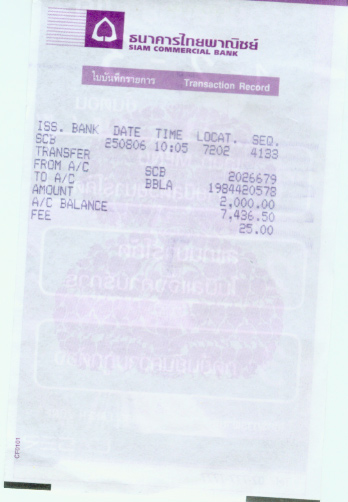 ธนาคารไทยพาณิชย์
SIAM COMMERCIAL BANK
ใบบันทึกรายการ Transaction Record
ISS. BANK DATE TIME LOCAT. SEQ.
SCB 250806 10:05 7202 4133
TRANSFER
FROM A/C SCB 2026679
TO A/C BBLA 1984420578
AMOUNT 2,000.00
A/C BALANCE 7,436.50
FEE 25.00
CF0101